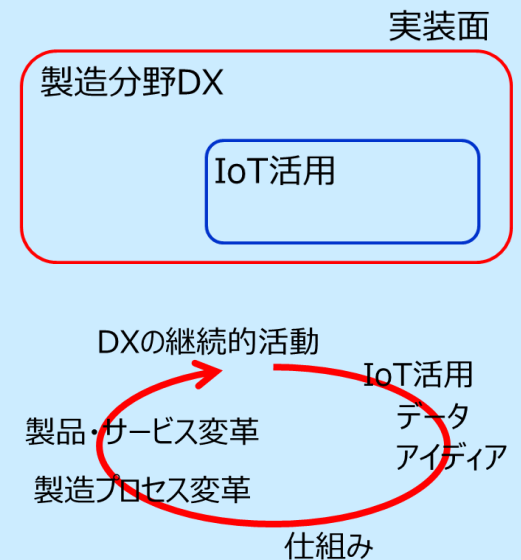 実装面
製造分野DX
IoT活用
DXの継続的活動
IoT活用
データ
アイディア
製品・サービス変革
製造プロセス変革
仕組み